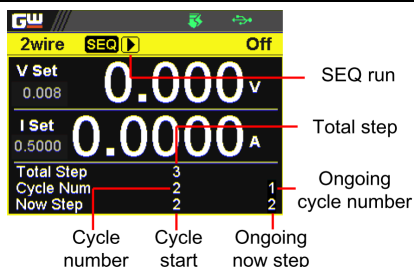 GW
2wire SEQ Off
V Set
0.008
0.000 V
I Set
0.5000
0.0000 A
Total Step 3
Cycle Num 2 1
Now Step 2 2
SEQ run
Total step
Ongoing
cycle number
Cycle
number
Cycle
start
Ongoing
now step